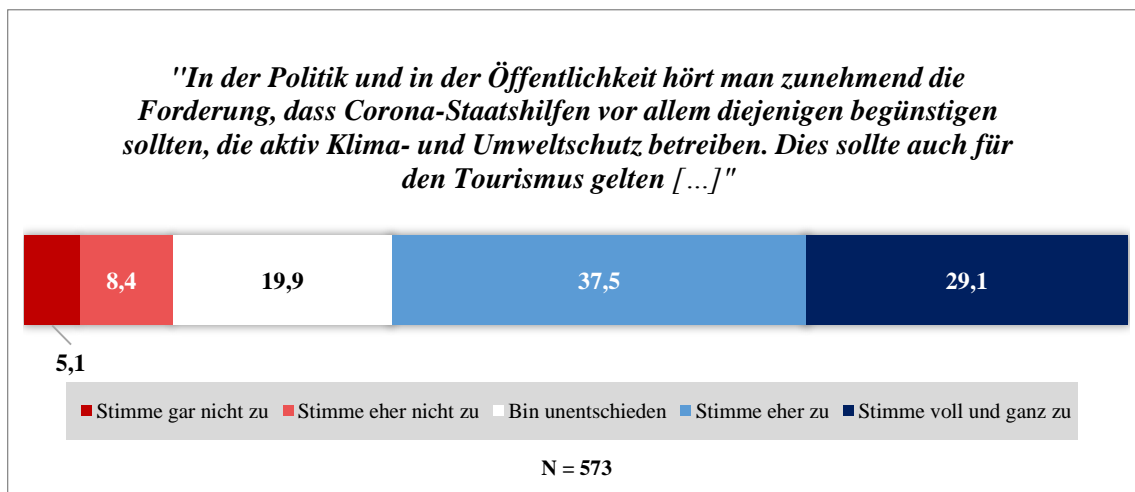 "In der Politik und in der Öffentlichkeit hört man zunehmend die
Forderung, dass Corona-Staatshilfen vor allem diejenigen begünstigen
sollten, die aktiv Klima- und Umweltschutz betreiben. Dies sollte auch für
den Tourismus gelten [...]"
8,4 19,9 37,5 29,1
5,1
Stimme gar nicht zu Stimme eher nicht zu Bin unentschieden Stimme eher zu Stimme voll und ganz zu
N = 573